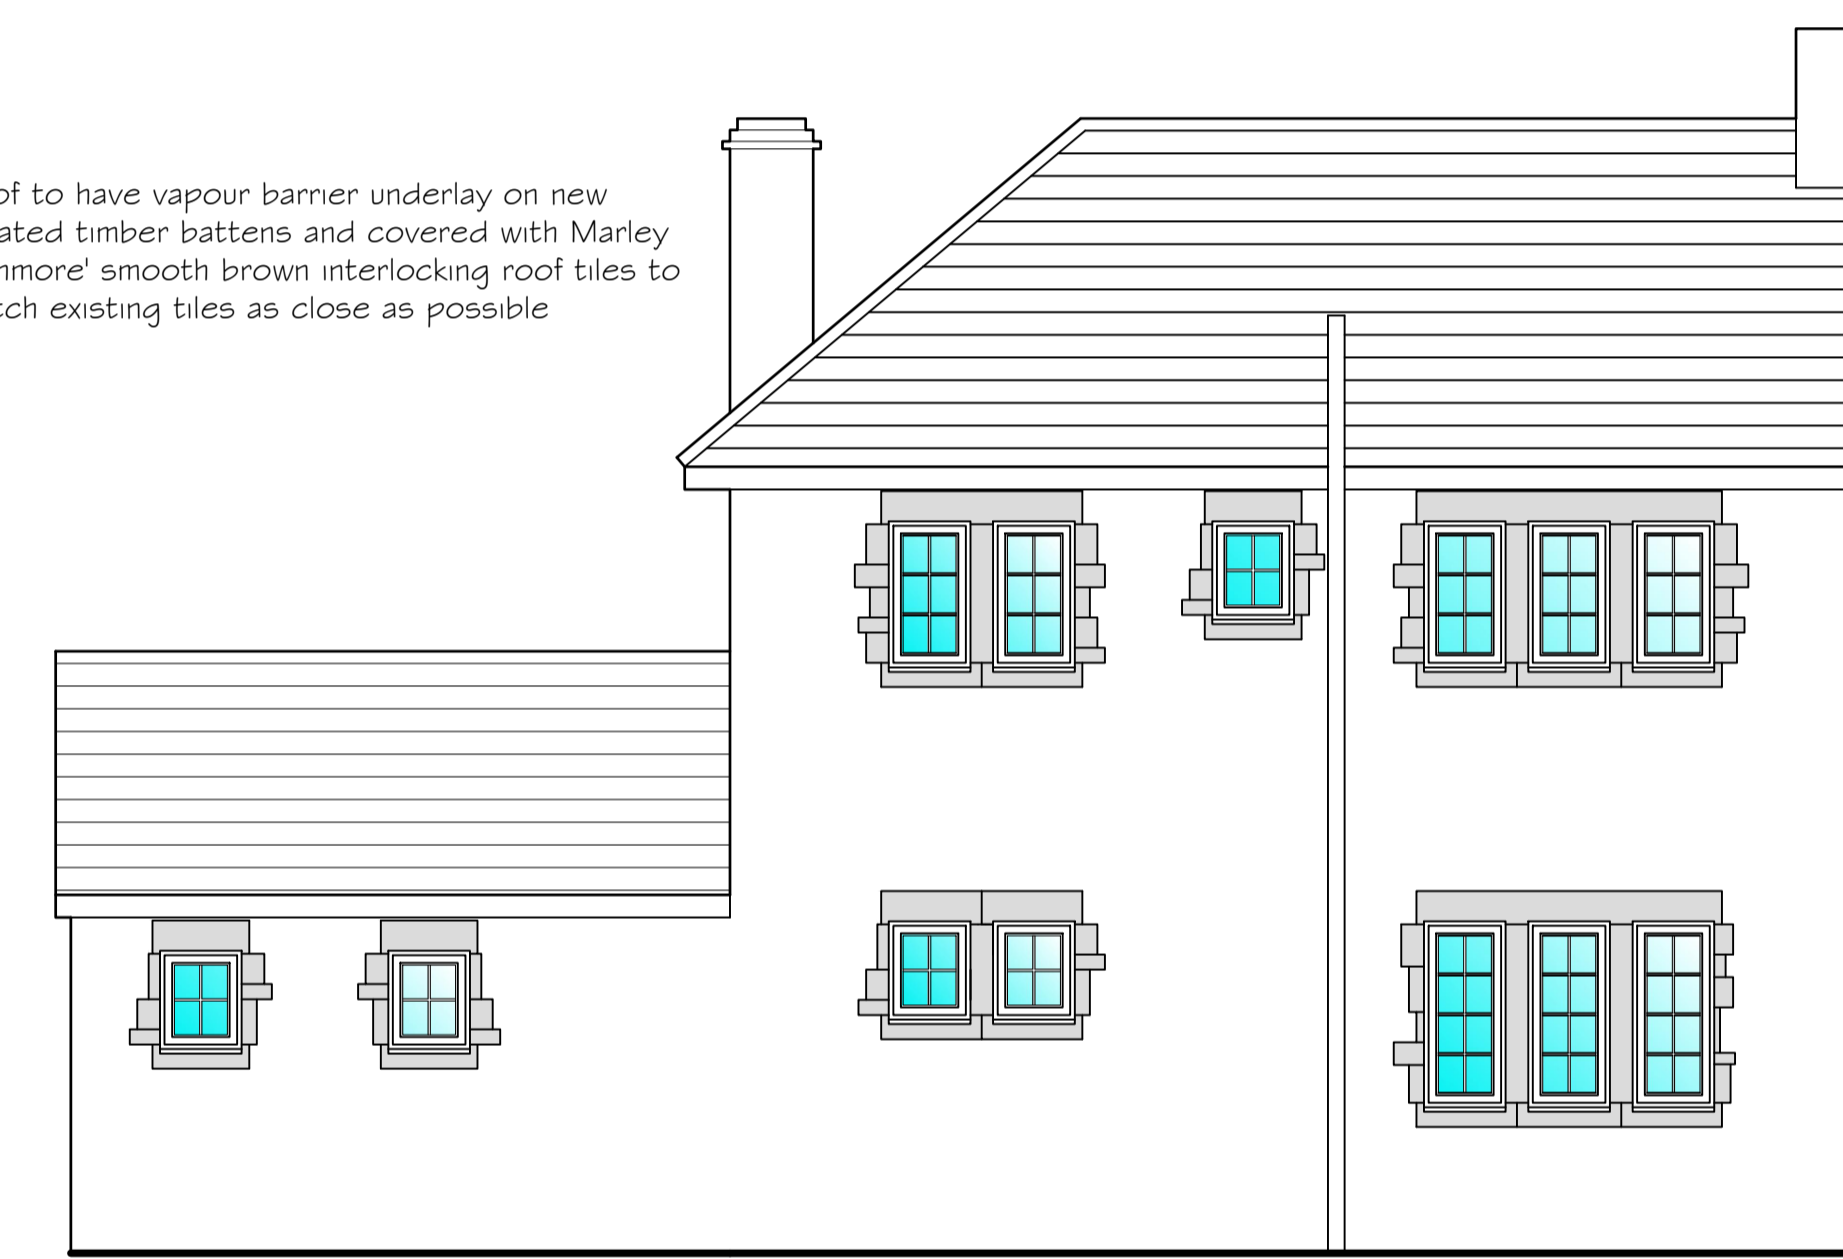 of to have vapour barrier underlay on new
ated timber battens and covered with Marley
nmore' smooth brown interlocking roof tiles to
tch existing tiles as close as possible